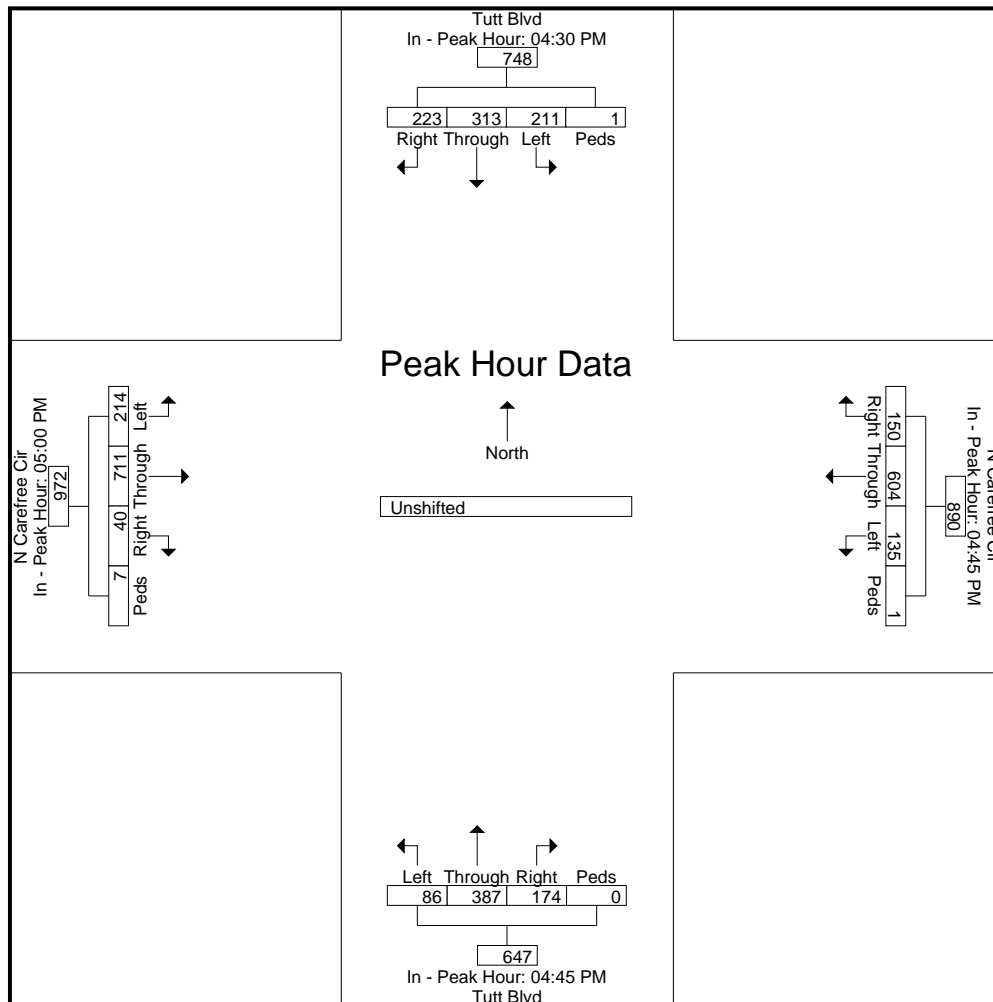 Tutt Blvd
In - Peak Hour: 04:30 PM
748
223 313 211 1
Right Through Left Peds
Peak Hour Data
North
Unshifted
N Carefree Cir
In - Peak Hour: 05:00 PM
972
214 711 40 7
Left Through Right Peds
Right Through Left Peds
150 604 135 1
890
In - Peak Hour: 04:45 PM
N Carefree Cir
Left Through Right Peds
86 387 174 0
647
In - Peak Hour: 04:45 PM
Tutt Blvd